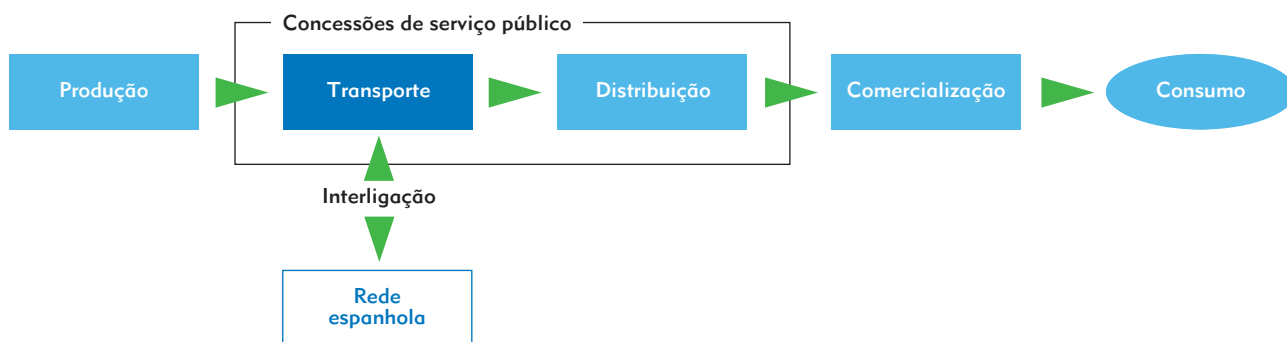 Concessões de serviço público
Produção
Transporte
Distribuição
Comercialização
Consumo
Interligação
Rede
espanhola